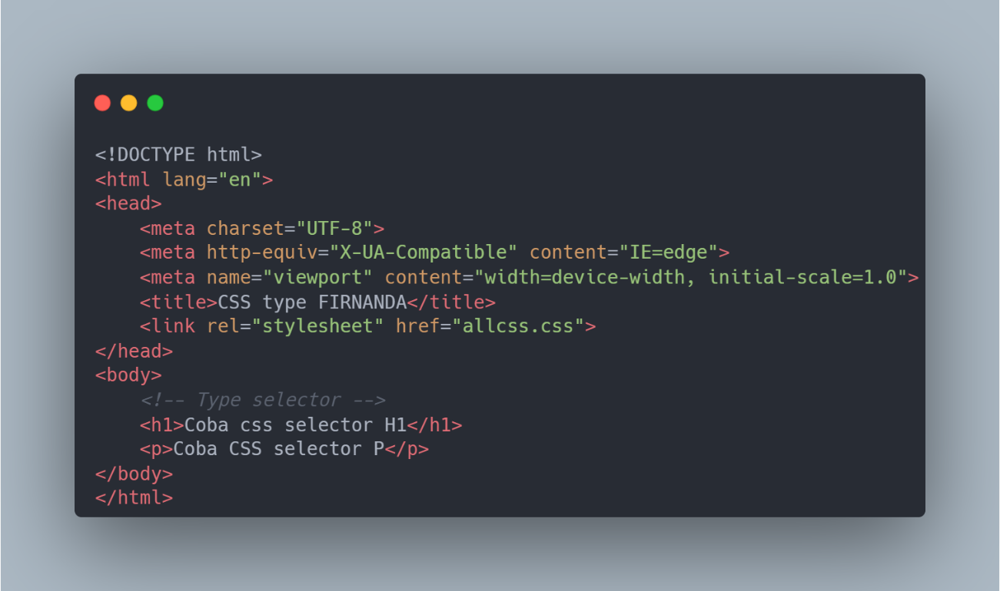 <!DOCTYPE html>
<html lang="en">
<head>
    <meta charset="UTF-8">
    <meta http-equiv="X-UA-Compatible" content="IE=edge">
    <meta name="viewport" content="width=device-width, initial-scale=1.0">
    <title>CSS type FIRNANDA</title>
    <link rel="stylesheet" href="allcss.css">
</head>
<body>
    <!-- Type selector -->
    <h1>Coba css selector H1</h1>
    <p>Coba CSS selector P</p>
</body>
</html>